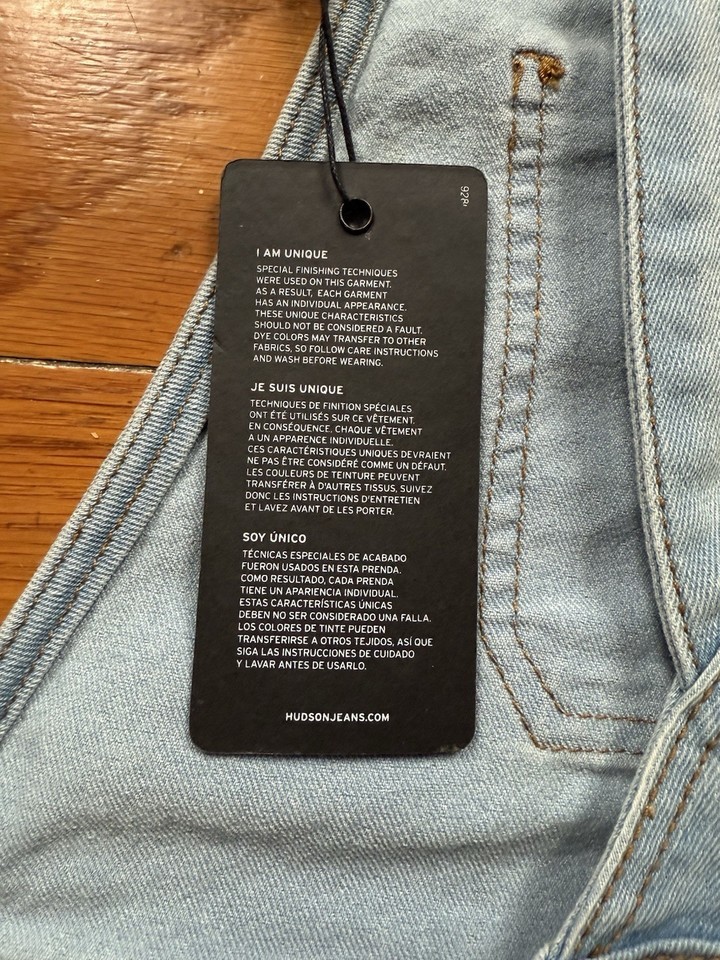 I AM UNIQUE
SPECIAL FINISHING TECHNIQUES
WERE USED ON THIS GARMENT.
AS A RESULT, EACH GARMENT
HAS AN INDIVIDUAL APPEARANCE.
THESE UNIQUE CHARACTERISTICS
SHOULD NOT BE CONSIDERED A FAULT.
DYE COLORS MAY TRANSFER TO OTHER
FABRICS, SO FOLLOW CARE INSTRUCTIONS
AND WASH BEFORE WEARING.
JE SUIS UNIQUE
TECHNIQUES DE FINITION SPÉCIALES
ONT ÉTÉ UTILISÉS SUR CE VÊTEMENT.
EN CONSÉQUENCE, CHAQUE VÊTEMENT
A UN APPARENCE INDIVIDUELLE.
CES CARACTÉRISTIQUES UNIQUES DEVRAIENT
NE PAS ÊTRE CONSIDÉRÉ COMME UN DÉFAUT.
LES COULEURS DE TEINTURE PEUVENT
TRANSFÉRER À D'AUTRES TISSUS, SUIVEZ
DONC LES INSTRUCTIONS D'ENTRETIEN
ET LAVEZ AVANT DE LES PORTER.
SOY ÚNICO
TÉCNICAS ESPECIALES DE ACABADO
FUERON USADOS EN ESTA PRENDA.
COMO RESULTADO, CADA PRENDA
TIENE UN APARIENCIA INDIVIDUAL.
ESTAS CARACTERÍSTICAS ÚNICAS
DEBEN NO SER CONSIDERADO UNA FALLA.
LOS COLORES DE TINTE PUEDEN
TRANSFERIRSE A OTROS TEJIDOS, ASÍ QUE
SIGA LAS INSTRUCCIONES DE CUIDADO
Y LAVAR ANTES DE USARLO.
HUDSONJEANS.COM